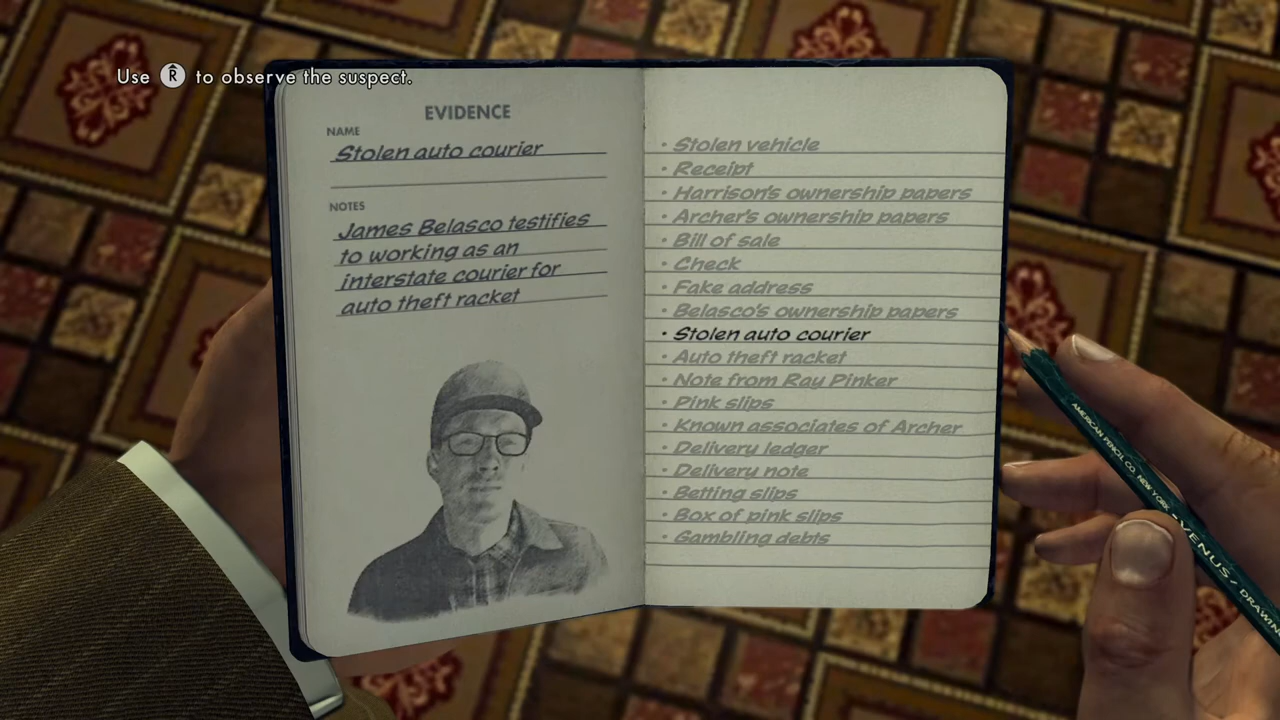 Use R to observe the suspect.
EVIDENCE
NAME
Stolen auto courier
NOTES
James Belasco testifies
to working as an
interstate courier for
auto theft racket
· Stolen vehicle
· Receipt
· Harrison's ownership papers
· Archer's ownership papers
· Bill of sale
· Check
· Fake address
· Belasco's ownership papers
· Stolen auto courier
· Auto theft racket
· Note from Ray Pinker
· Pink slips
· Known associates of Archer
· Delivery ledger
· Delivery note
· Betting slips
· Box of pink slips
· Gambling debts
AMERICAN PENCIL CO. NEW YORK VENUS DRAWIN